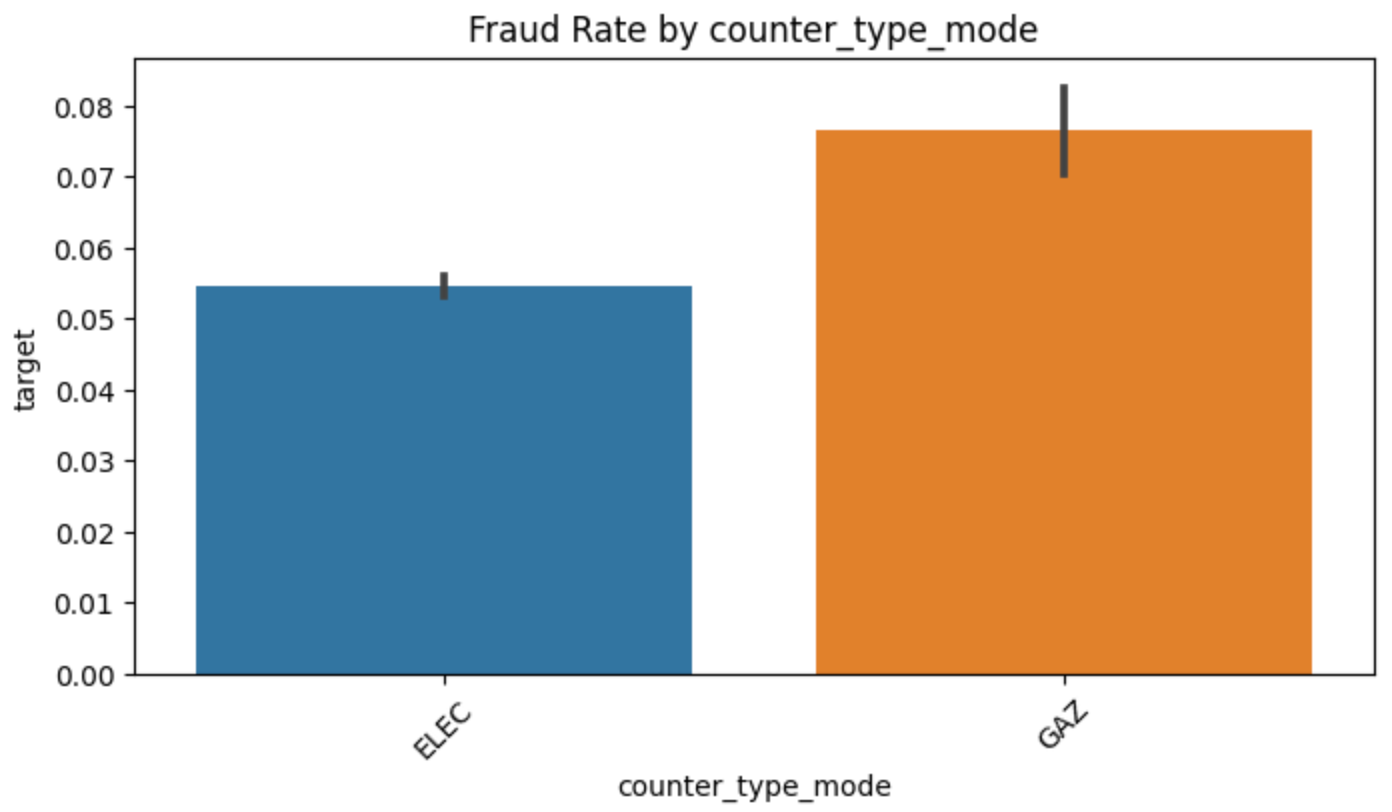 Fraud Rate by counter_type_mode
target
0.08
0.07
0.06
0.05
0.04
0.03
0.02
0.01
0.00
ELEC
GAZ
counter_type_mode